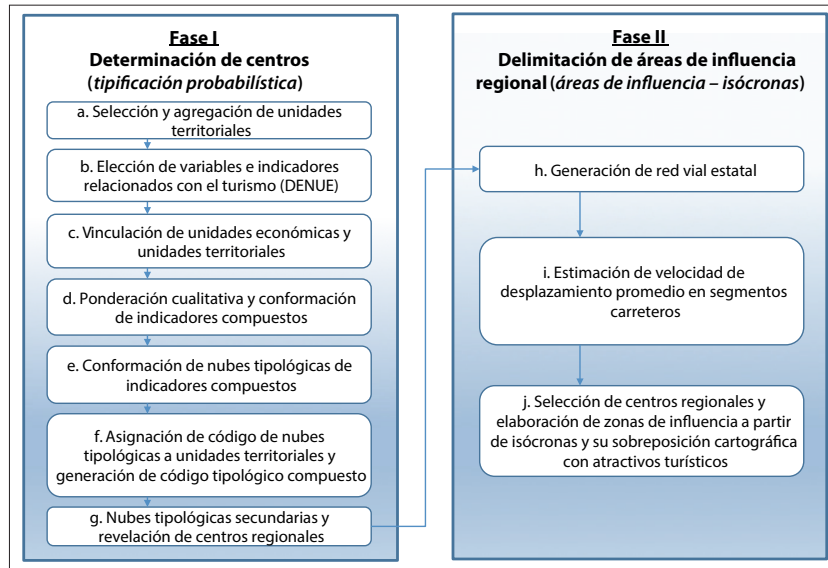 Fase I
Determinación de centros
(tipificación probabilística)
a. Selección y agregación de unidades
territoriales
b. Elección de variables e indicadores
relacionados con el turismo (DENUE)
c. Vinculación de unidades económicas y
unidades territoriales
d. Ponderación cualitativa y conformación
de indicadores compuestos
e. Conformación de nubes tipológicas de
indicadores compuestos
f. Asignación de código de nubes
tipológicas a unidades territoriales y
generación de código tipológico compuesto
g. Nubes tipológicas secundarias y
revelación de centros regionales
Fase II
Delimitación de áreas de influencia
regional (áreas de influencia – isócronas)
h. Generación de red vial estatal
i. Estimación de velocidad de
desplazamiento promedio en segmentos
carreteros
j. Selección de centros regionales y
elaboración de zonas de influencia a partir
de isócronas y su sobreposición cartográfica
con atractivos turísticos